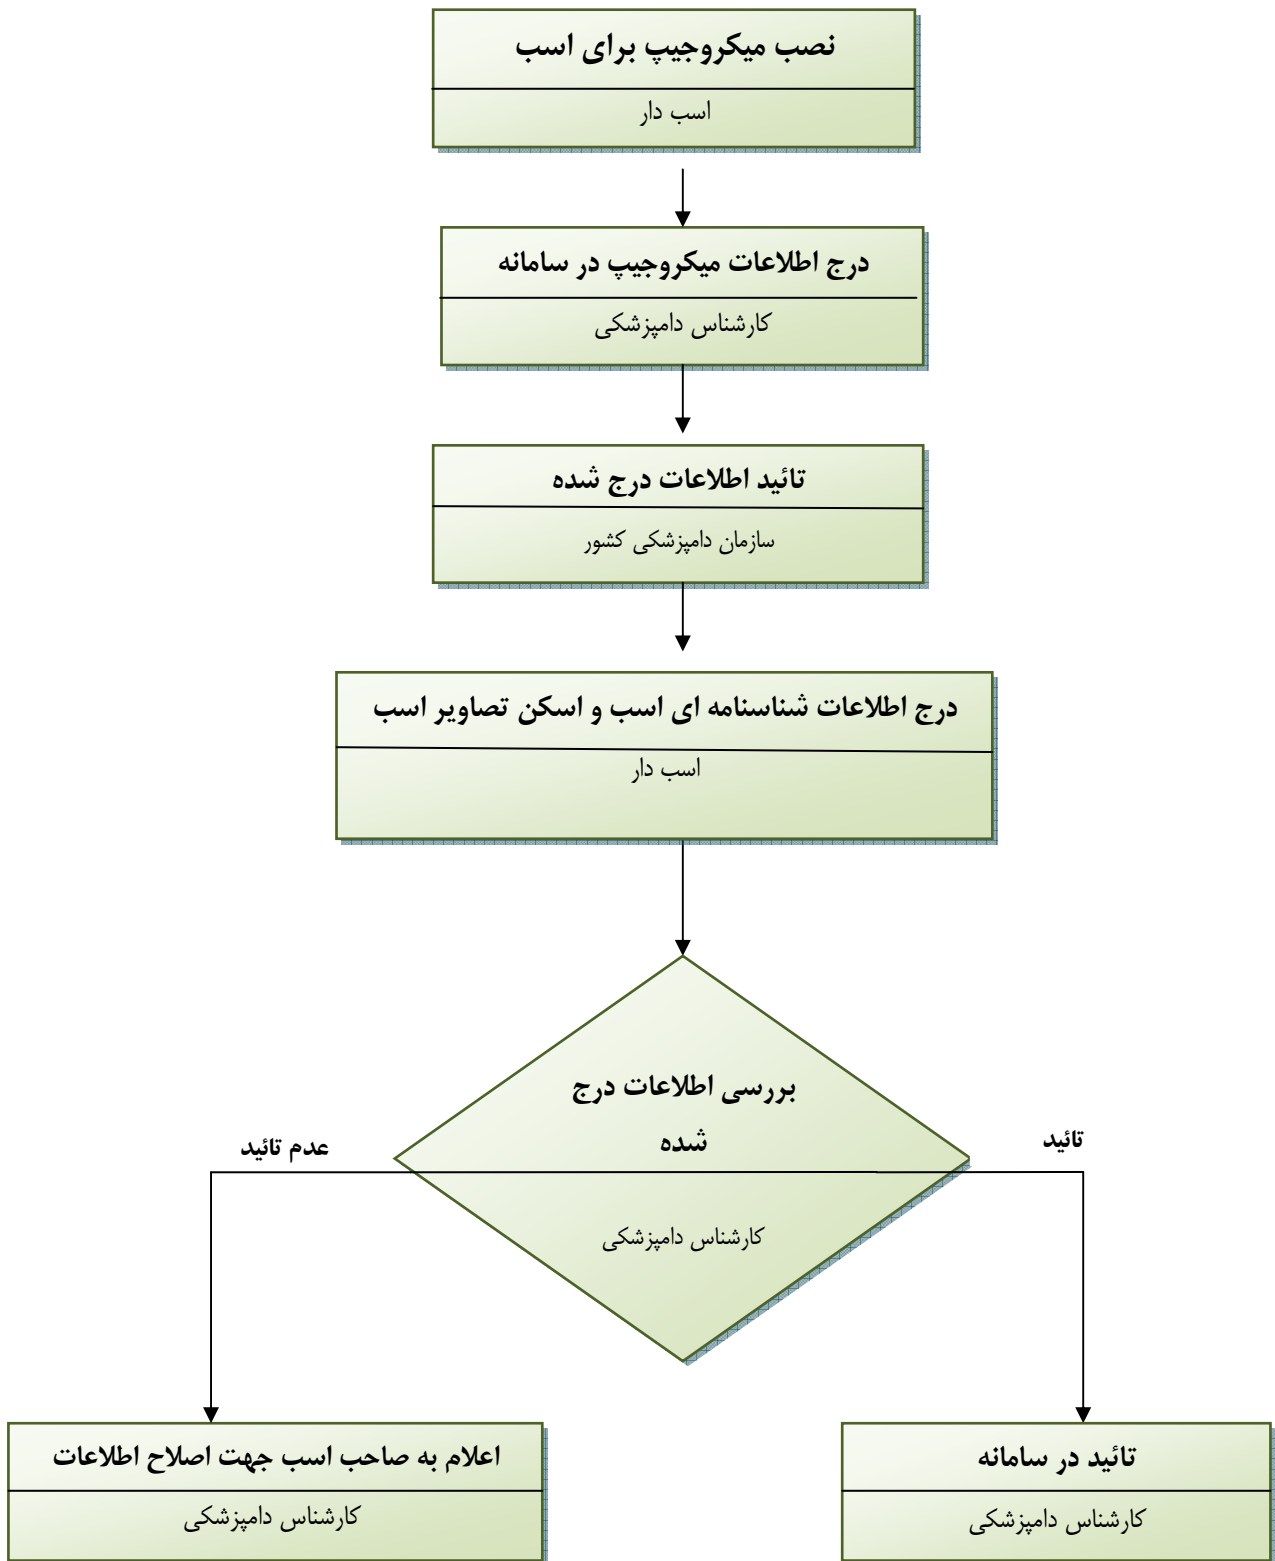 نصب میکروجیپ برای اسب
اسب دار
درج اطلاعات میکروجیپ در سامانه
کارشناس دامپزشکی
تائید اطلاعات درج شده
سازمان دامپزشکی کشور
درج اطلاعات شناسنامه ای اسب و اسکن تصاویر اسب
اسب دار
بررسی اطلاعات درج
شده
کارشناس دامپزشکی
تائید
عدم تائید
تائید در سامانه
کارشناس دامپزشکی
اعلام به صاحب اسب جهت اصلاح اطلاعات
کارشناس دامپزشکی